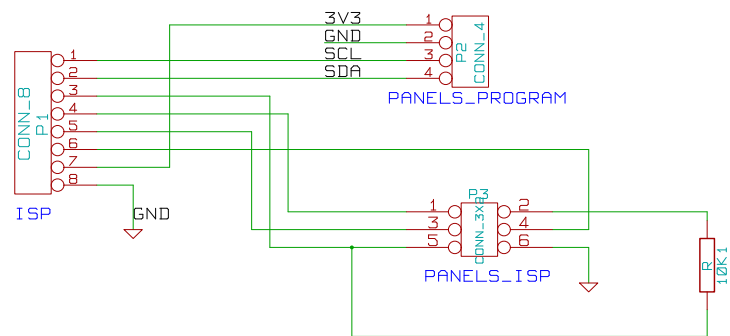 3V3
GND
SCL
SDA
1
2
3
4
P2
CONN_4
PANELS_PROGRAM
CONN_8
P1
1
2
3
4
5
6
7
8
ISP
GND
P3
CONN_3X2
1
3
5
2
4
6
PANELS_ISP
R
10K1